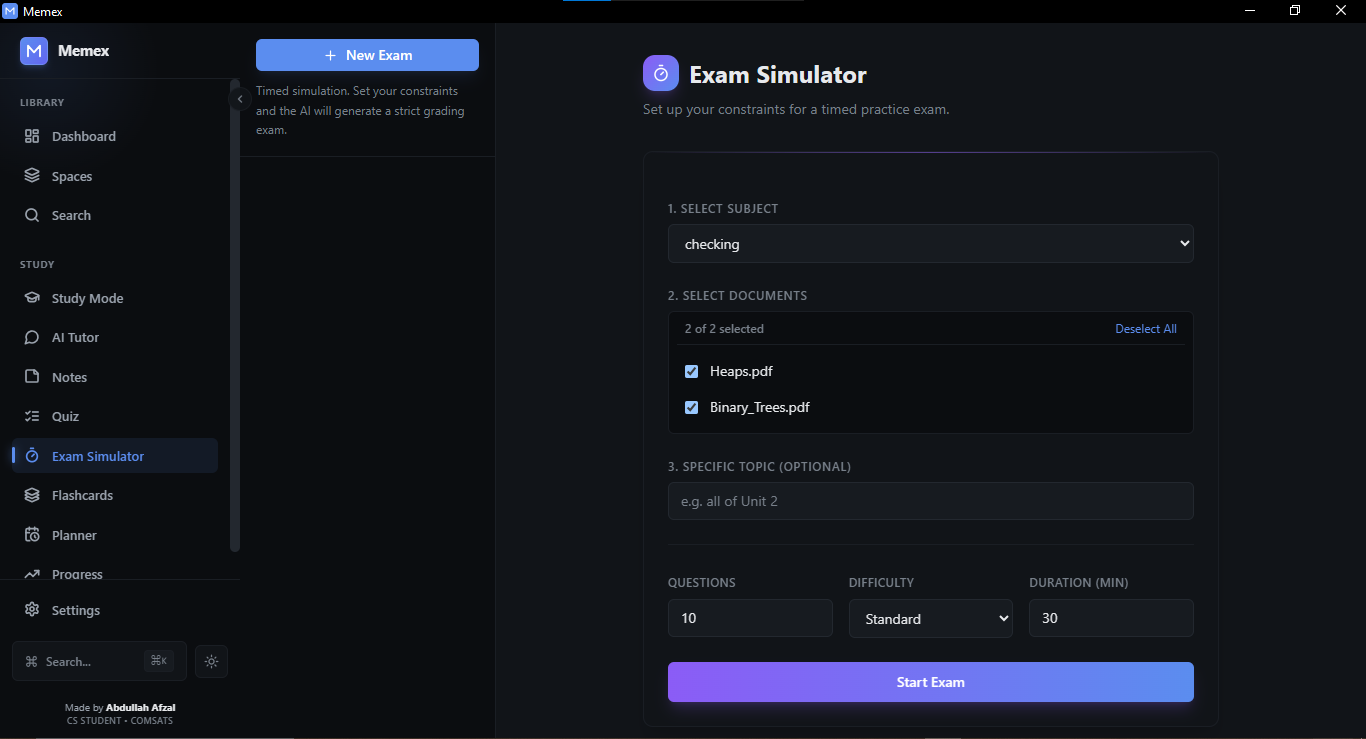 Memex
Memex
LIBRARY
Dashboard
Spaces
Search
STUDY
Study Mode
AI Tutor
Notes
Quiz
Exam Simulator
Flashcards
Planner
Progress
Settings
Search...
⌘K
Made by Abdullah Afzal
CS STUDENT • COMSATS
+ New Exam
Timed simulation. Set your constraints
and the AI will generate a strict grading
exam.
Exam Simulator
Set up your constraints for a timed practice exam.
1. SELECT SUBJECT
checking
2. SELECT DOCUMENTS
2 of 2 selected
Deselect All
Heaps.pdf
Binary_Trees.pdf
3. SPECIFIC TOPIC (OPTIONAL)
e.g. all of Unit 2
QUESTIONS
DIFFICULTY
DURATION (MIN)
10
Standard
30
Start Exam